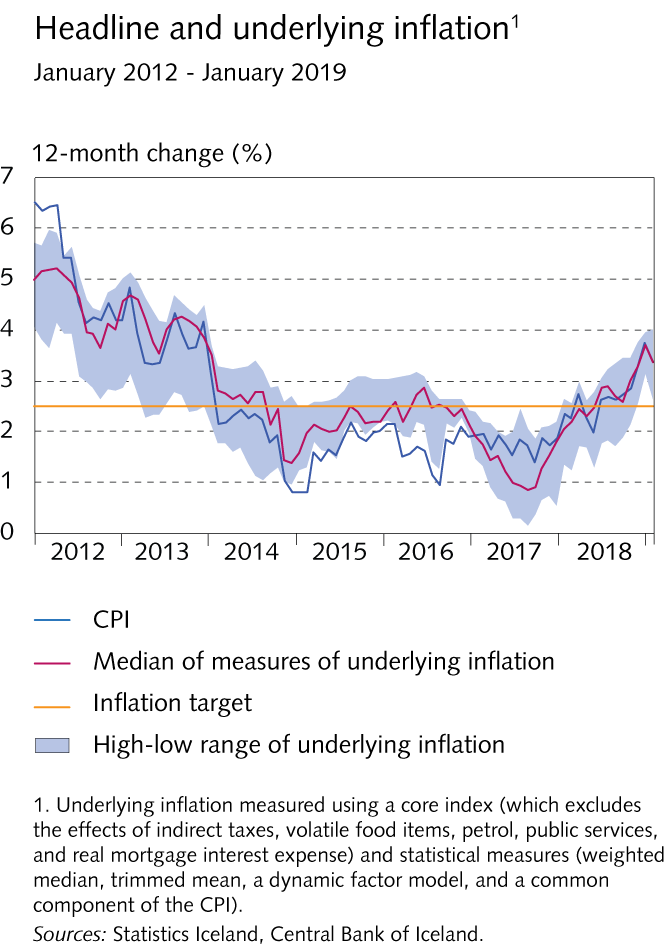 Headline and underlying inflation¹
January 2012 - January 2019
12-month change (%)
7
6
5
4
3
2
1
0
2012 2013 2014 2015 2016 2017 2018
CPI
Median of measures of underlying inflation
Inflation target
High-low range of underlying inflation
1. Underlying inflation measured using a core index (which excludes
the effects of indirect taxes, volatile food items, petrol, public services,
and real mortgage interest expense) and statistical measures (weighted
median, trimmed mean, a dynamic factor model, and a common
component of the CPI).
Sources: Statistics Iceland, Central Bank of Iceland.